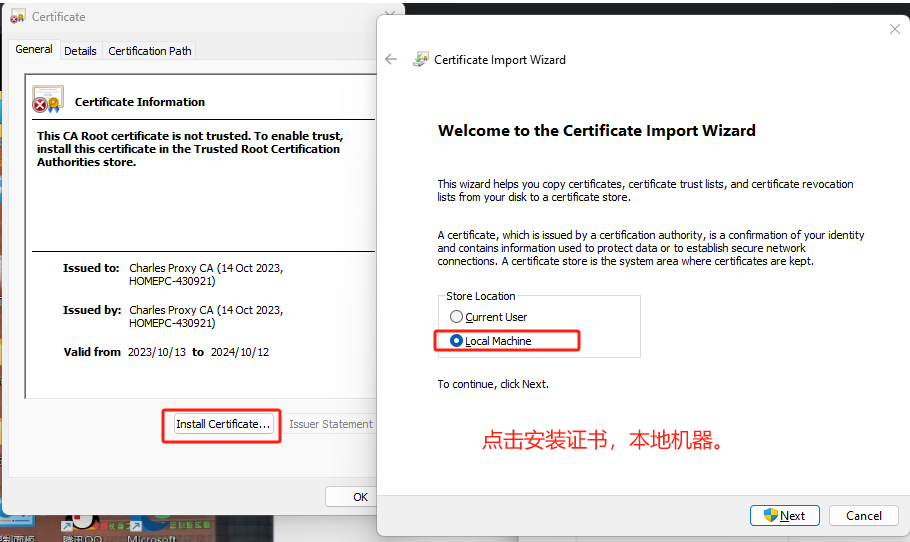 Certificate
General
Details
Certification Path
Certificate Information
This CA Root certificate is not trusted. To enable trust,
install this certificate in the Trusted Root Certification
Authorities store.
Issued to: Charles Proxy CA (14 Oct 2023,
HOMEPC-430921)
Issued by: Charles Proxy CA (14 Oct 2023,
HOMEPC-430921)
Valid from 2023/10/13 to 2024/10/12
Install Certificate...
Issuer Statement
OK
Certificate Import Wizard
Welcome to the Certificate Import Wizard
This wizard helps you copy certificates, certificate trust lists, and certificate revocation
lists from your disk to a certificate store.
A certificate, which is issued by a certification authority, is a confirmation of your identity
and contains information used to protect data or to establish secure network
connections. A certificate store is the system area where certificates are kept.
Store Location
Current User
Local Machine
To continue, click Next.
点击安装证书，本地机器。
Next
Cancel
腾讯QQ
Microsoft